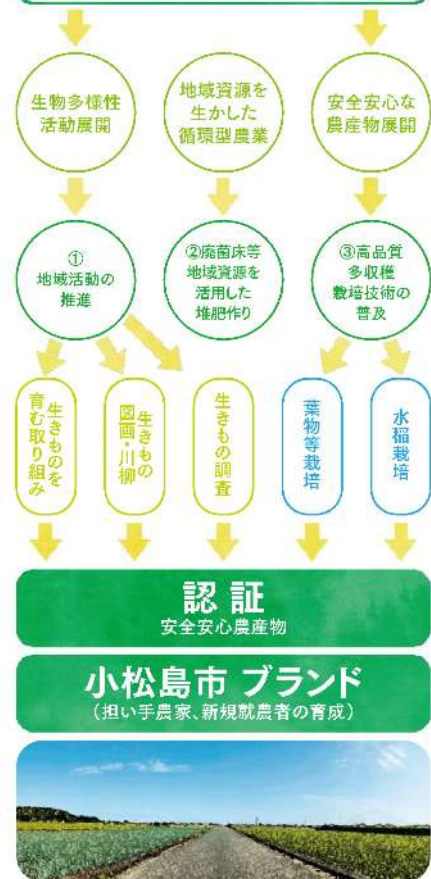 生物多様性
活動展開
地域資源を
生かした
循環型農業
安全安心な
農産物展開
①
地域活動の
推進
②廃菌床等
地域資源を
活用した
堆肥作り
③高品質
多収穫
栽培技術の
普及
生きものを
育む取り組み
生きもの
図画・川柳
生きもの調査
葉物等栽培
水稲栽培
認証
安全安心農産物
小松島市 ブランド
(担い手農家、新規就農者の育成)